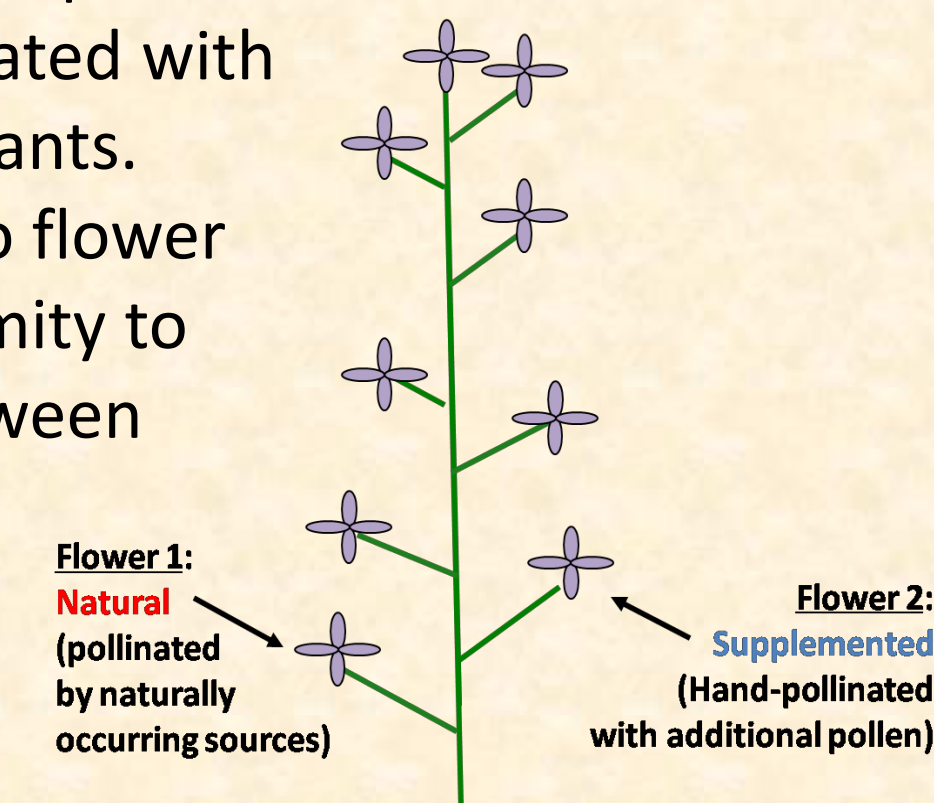 ated with
ants.
flower
mity to
ween
Flower 1:
Natural
(pollinated
by naturally
occurring sources)
Flower 2:
Supplemented
(Hand-pollinated
with additional pollen)